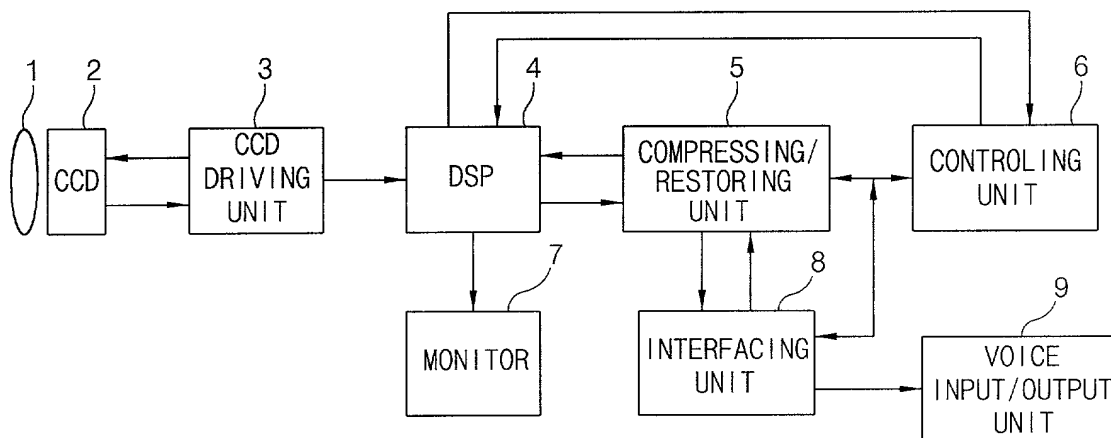 1
2
3
4
5
6
CCD
CCD
DRIVING
UNIT
DSP
COMPRESSING/
RESTORING
UNIT
CONTROLING
UNIT
7
8
9
MONITOR
INTERFACING
UNIT
VOICE
INPUT/OUTPUT
UNIT